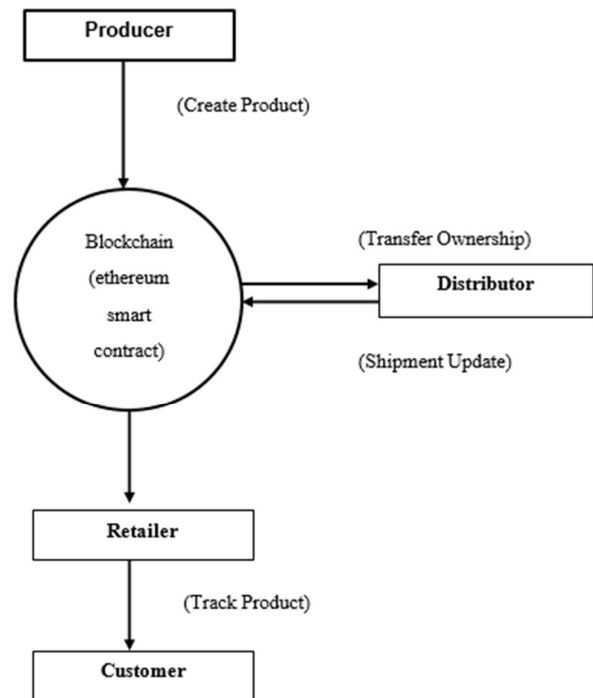 Producer
(Create Product)
Blockchain
(ethereum
smart
contract)
(Transfer Ownership)
Distributor
(Shipment Update)
Retailer
(Track Product)
Customer